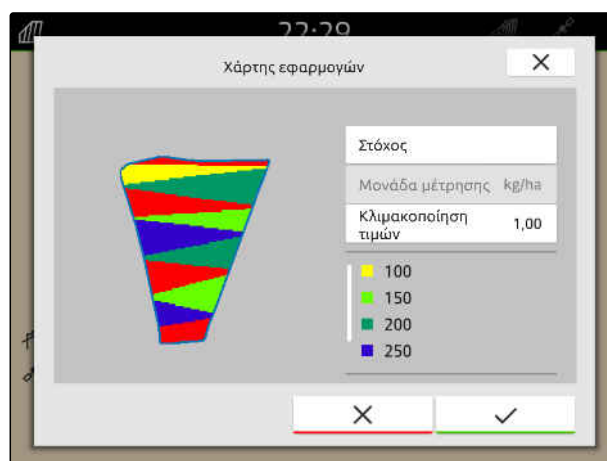 22:29
Χάρτης εφαρμογών
Στόχος
Μονάδα μέτρησης kg/ha
Κλιμακοποίηση
τιμών 1,00
100
150
200
250